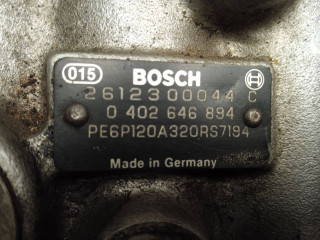 015 BOSCH
2612300044 C
0 402 646 894
PE6P120A320RS7194
Made in Germany